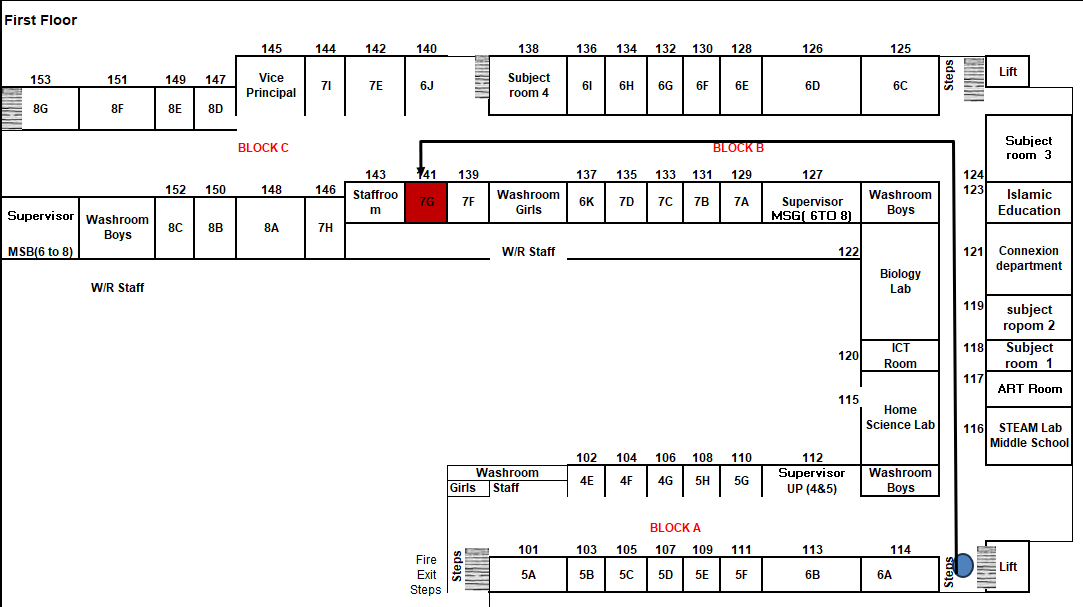 First Floor
145 144 142 140 138 136 134 132 130 128 126 125
153 151 149 147
Vice
Principal
7I 7E 6J
Subject
room 4
6I 6H 6G 6F 6E 6D 6C
Steps
Lift
8G 8F 8E 8D
BLOCK C
BLOCK B
Subject
room 3
143 141 139 137 135 133 131 129 127
124
152 150 148 146
123
Staffroo
m
7G 7F
Washroom
Girls
6K 7D 7C 7B 7A
Supervisor
MSG( 6TO 8)
Washroom
Boys
Islamic
Education
Supervisor
MSB(6 to 8)
Washroom
Boys
8C 8B 8A 7H
W/R Staff
122
121
Connexion
department
Biology
Lab
W/R Staff
119
subject
ropom 2
120
ICT
Room
118
Subject
room 1
117
ART Room
115
Home
Science Lab
116
STEAM Lab
Middle School
102 104 106 108 110 112
Washroom
Girls Staff
4E 4F 4G 5H 5G
Supervisor
UP (4&5)
Washroom
Boys
BLOCK A
101 103 105 107 109 111 113 114
Fire
Exit
Steps
Steps
5A 5B 5C 5D 5E 5F 6B 6A
Steps
Lift